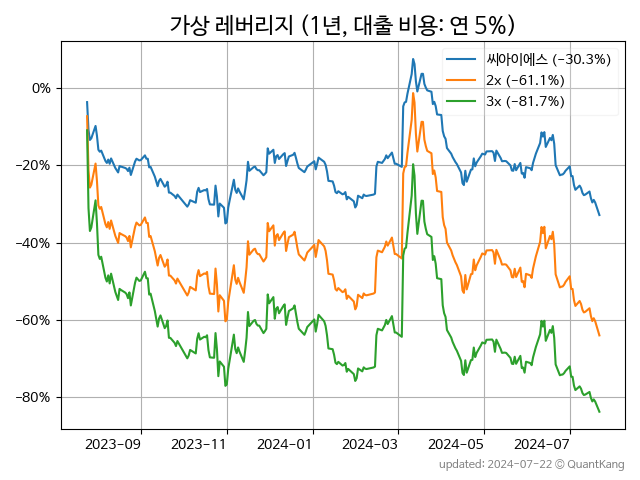 가상 레버리지 (1년, 대출 비용: 연 5%)
씨아이에스 (−30.3%)
2x (−61.1%)
3x (−81.7%)
0%
−20%
−40%
−60%
−80%
2023-09 2023-11 2024-01 2024-03 2024-05 2024-07
updated: 2024-07-22 © QuantKang